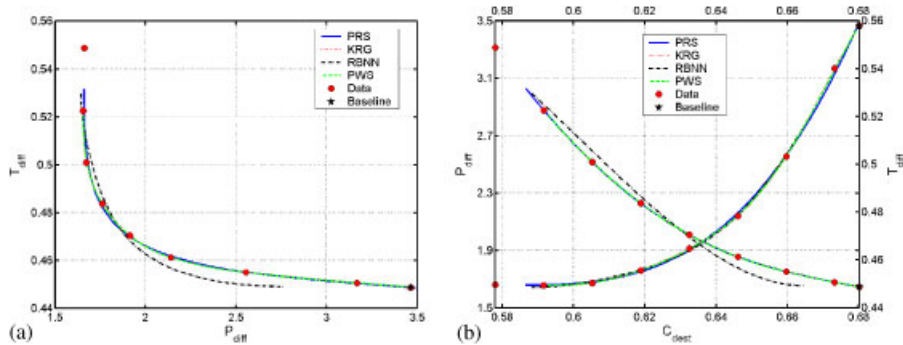 0.58 0.6 0.62 0.64 0.66 0.68
0.56 0.54 0.52 0.5 0.48 0.46 0.44
T_diff
PRS
KRG
RBNN
PWS
Data
Baseline
1.5 2 2.5 3 3.5
P_diff
(a)
3.5 3.1 2.7 2.3 1.9 1.5
P_diff
PRS
KRG
RBNN
PWS
Data
Baseline
0.56 0.54 0.52 0.5 0.48 0.46 0.44
T_diff
0.58 0.6 0.62 0.64 0.66 0.68
C_dest
(b)